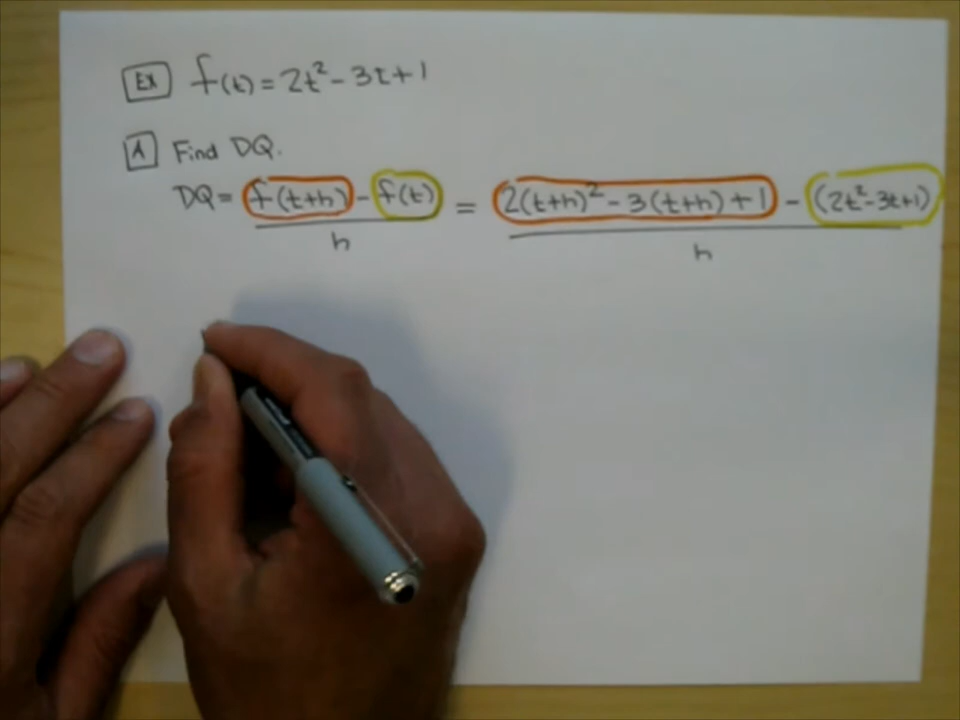 Ex f(t) = 2t² - 3t + 1
A Find DQ.
DQ = f(t+h) - f(t) / h = 2(t+h)² - 3(t+h) + 1 - (2t² - 3t + 1) / h